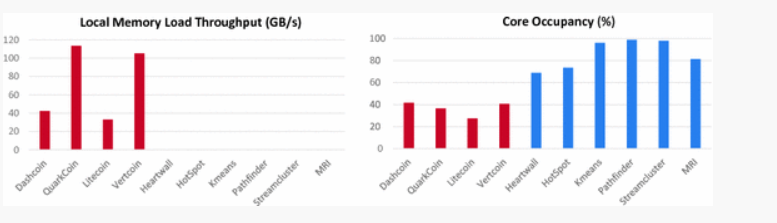 Local Memory Load Throughput (GB/s)
120
100
80
60
40
20
0
Dashcoin
QuarkCoin
Litecoin
Vertcoin
Heartwall
HotSpot
Kmeans
Pathfinder
Streamcluster
MRI
Core Occupancy (%)
100
80
60
40
20
0
Dashcoin
QuarkCoin
Litecoin
Vertcoin
Heartwall
HotSpot
Kmeans
Pathfinder
Streamcluster
MRI